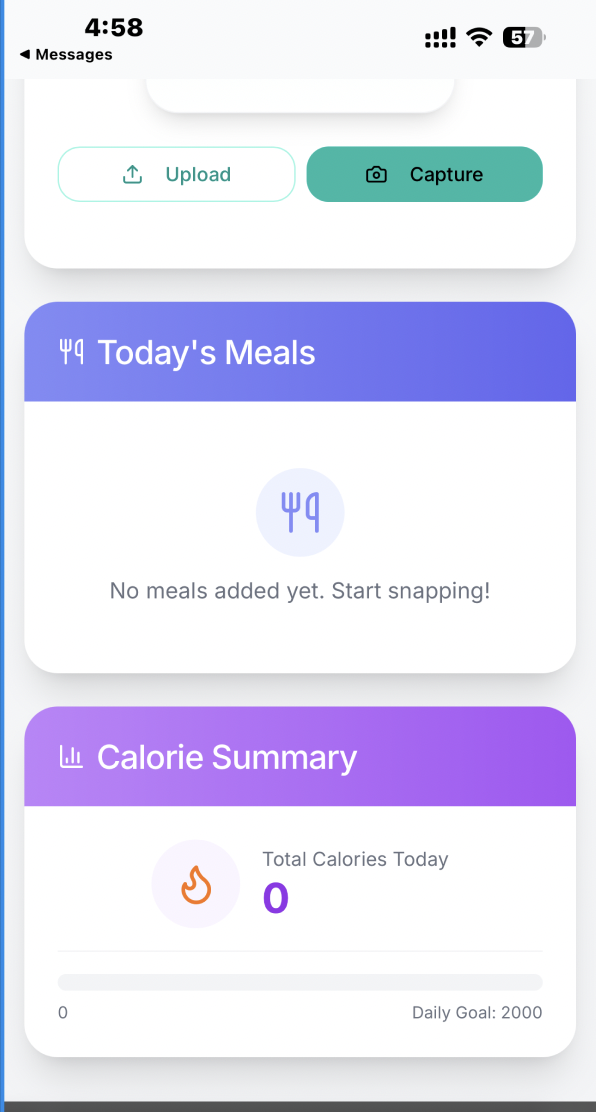 4:58
57
◀ Messages
Upload
Capture
Today's Meals
No meals added yet. Start snapping!
Calorie Summary
Total Calories Today
0
0
Daily Goal: 2000